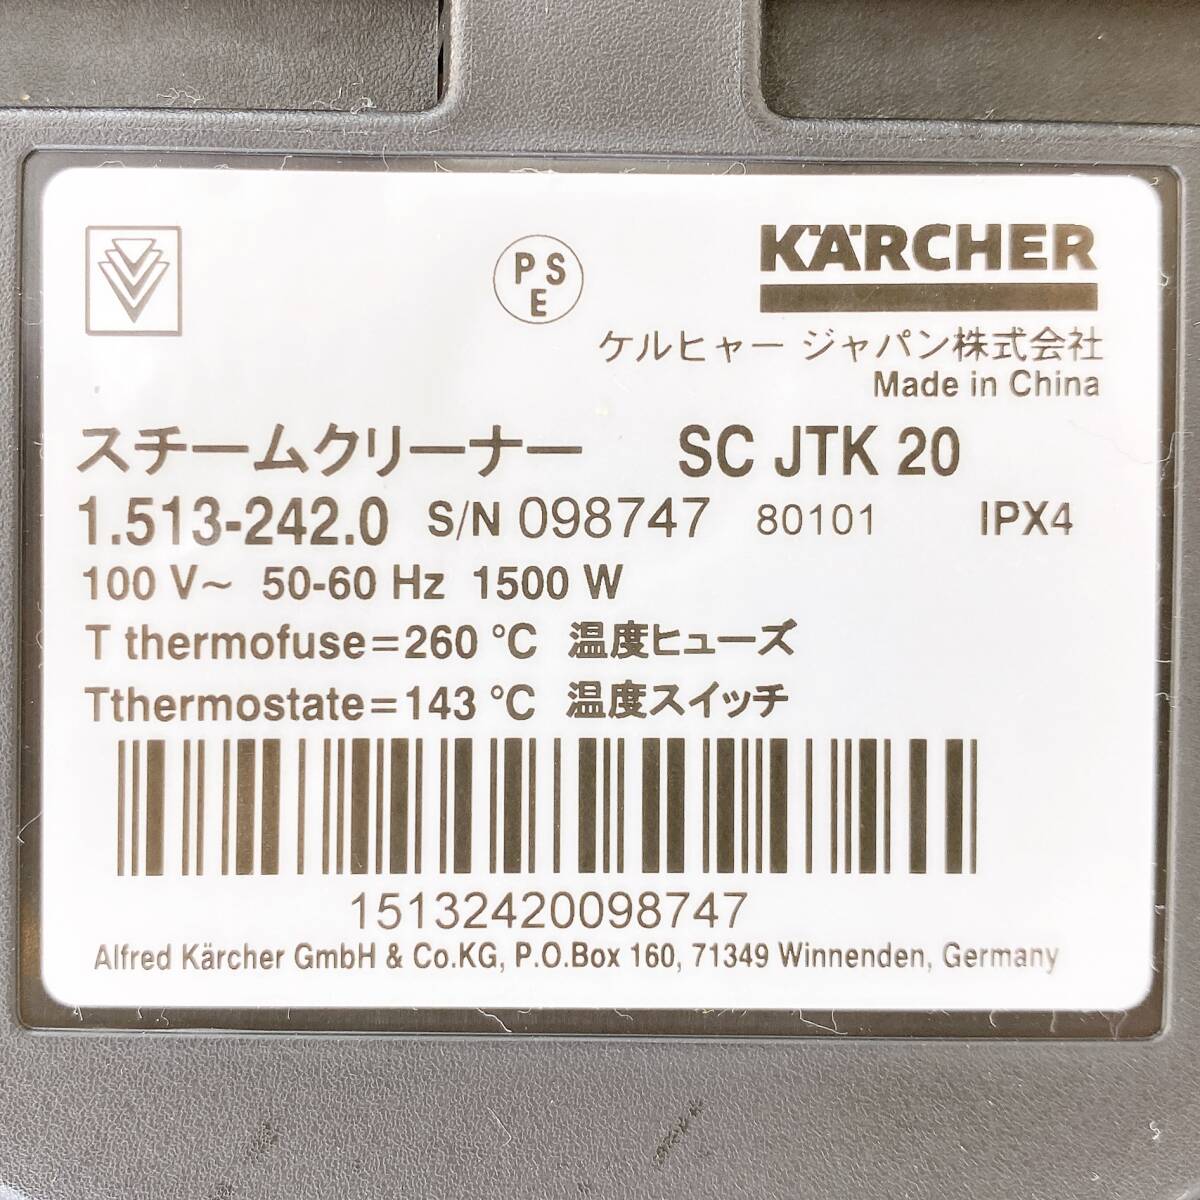 PS
E
KÄRCHER
ケルヒャー ジャパン株式会社
Made in China
スチームクリーナー SC JTK 20
1.513-242.0 S/N 098747 80101 IPX4
100 V~ 50-60 Hz 1500 W
T thermofuse=260 °C 温度ヒューズ
Tthermostate=143 °C 温度スイッチ
15132420098747
Alfred Kärcher GmbH & Co.KG, P.O.Box 160, 71349 Winnenden, Germany